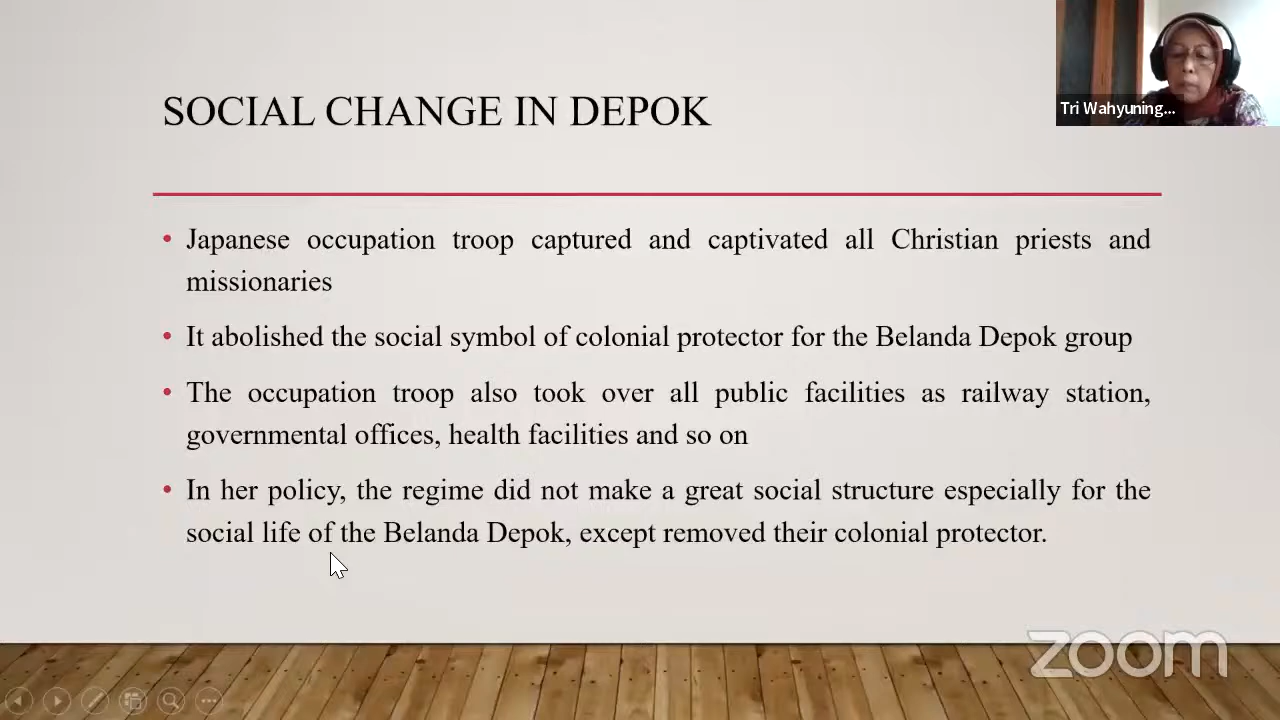 SOCIAL CHANGE IN DEPOK
Tri Wahyuning...
• Japanese occupation troop captured and captivated all Christian priests and
missionaries
• It abolished the social symbol of colonial protector for the Belanda Depok group
• The occupation troop also took over all public facilities as railway station,
governmental offices, health facilities and so on
• In her policy, the regime did not make a great social structure especially for the
social life of the Belanda Depok, except removed their colonial protector.
zoom